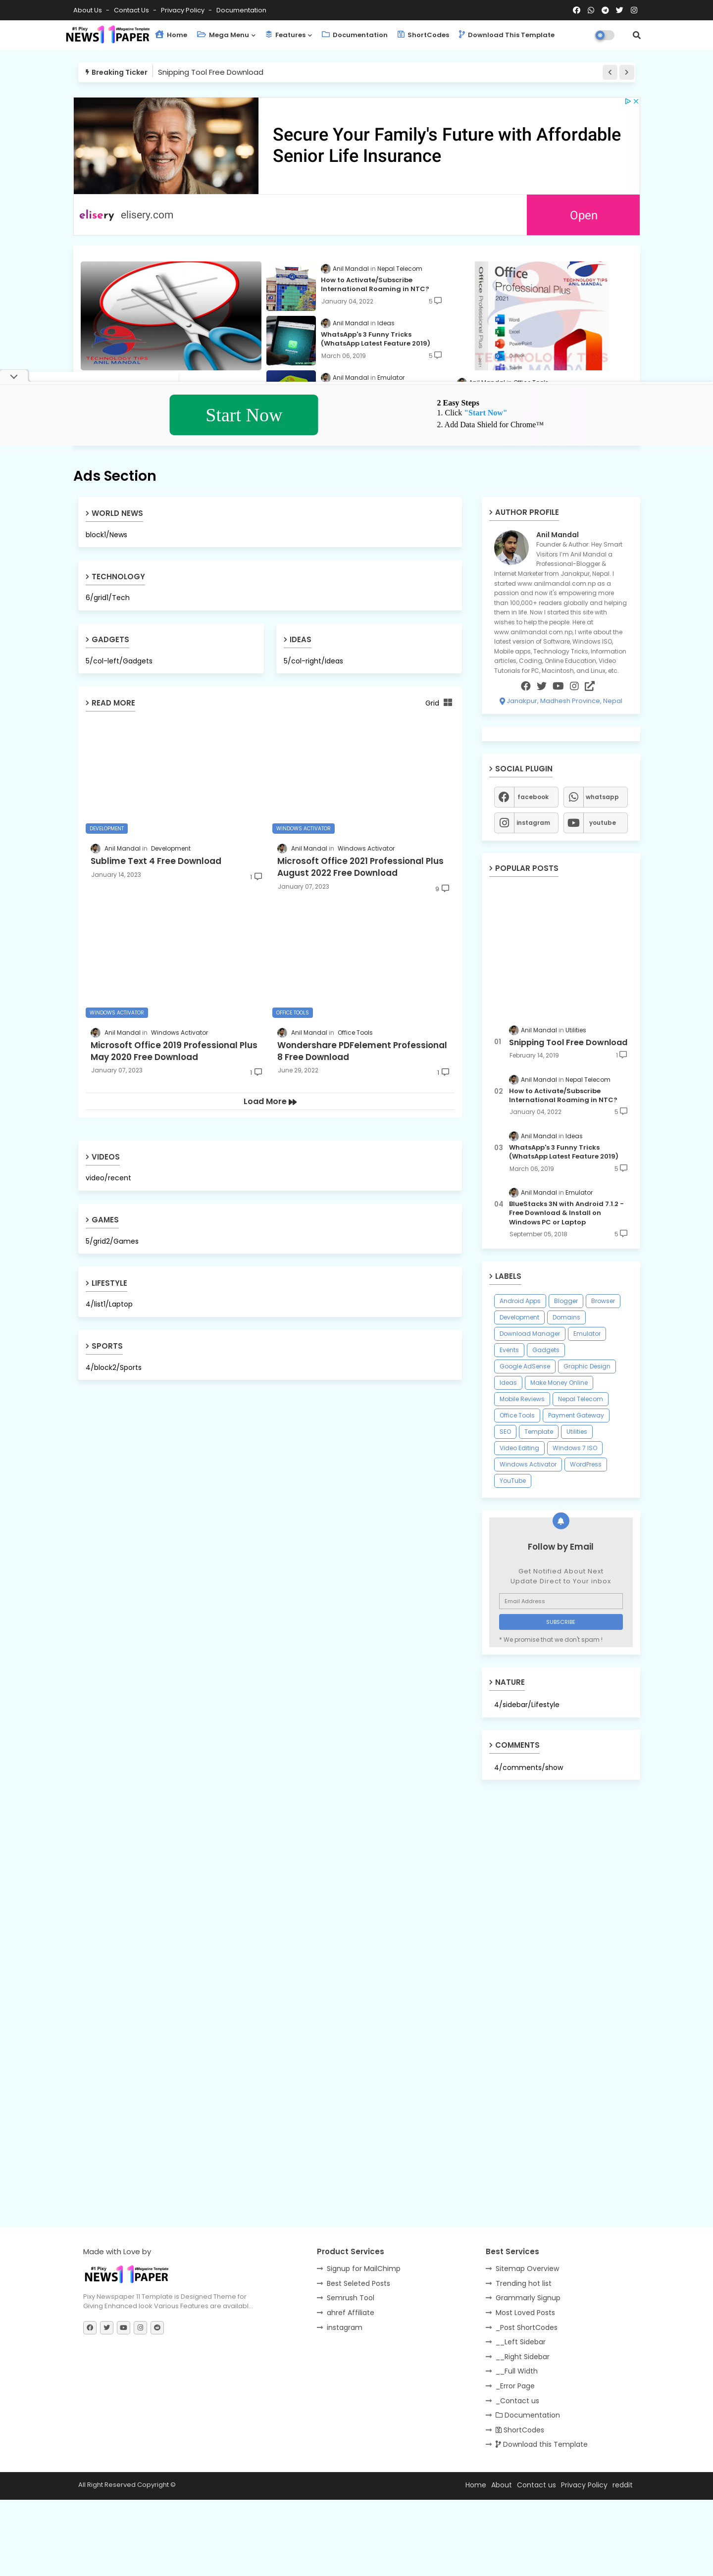 About Us - Contact Us - Privacy Policy - Documentation
#1 Pixy Magazine Template
NEWS 11 PAPER
Home Mega Menu Features Documentation ShortCodes Download This Template
Breaking Ticker Snipping Tool Free Download
Secure Your Family's Future with Affordable
Senior Life Insurance
elisery elisery.com Open
TECHNOLOGY TIPS
ANIL MANDAL
Anil Mandal in Nepal Telecom
How to Activate/Subscribe
International Roaming in NTC?
January 04, 2022 5
Anil Mandal in Ideas
WhatsApp's 3 Funny Tricks
(WhatsApp Latest Feature 2019)
March 06, 2019 5
Anil Mandal in Emulator
Office
Professional Plus
2021
Office Professional Plus
Word
Excel
PowerPoint
Outlook
Teams
Anil Mandal in Office Tools
Start Now
2 Easy Steps
1. Click "Start Now"
2. Add Data Shield for Chrome™
Ads Section
WORLD NEWS
block1/News
TECHNOLOGY
6/grid1/Tech
GADGETS
5/col-left/Gadgets
IDEAS
5/col-right/Ideas
READ MORE Grid
DEVELOPMENT
Anil Mandal in Development
Sublime Text 4 Free Download
January 14, 2023 1
WINDOWS ACTIVATOR
Anil Mandal in Windows Activator
Microsoft Office 2021 Professional Plus
August 2022 Free Download
January 07, 2023 9
WINDOWS ACTIVATOR
Anil Mandal in Windows Activator
Microsoft Office 2019 Professional Plus
May 2020 Free Download
January 07, 2023 1
OFFICE TOOLS
Anil Mandal in Office Tools
Wondershare PDFelement Professional
8 Free Download
June 29, 2022 1
Load More
VIDEOS
video/recent
GAMES
5/grid2/Games
LIFESTYLE
4/list1/Laptop
SPORTS
4/block2/Sports
AUTHOR PROFILE
Anil Mandal
Founder & Author: Hey Smart
Visitors I'm Anil Mandal a
Professional-Blogger &
Internet Marketer from Janakpur, Nepal. I
started www.anilmandal.com.np as a
passion and now it's empowering more
than 100,000+ readers globally and helping
them to reach their dreams. And still
wishes to help the people. Here at
www.anilmandal.com.np, I write about the
latest version of Software, Windows ISO,
Mobile apps, Technology Tricks, Information
articles, Coding, Online Education, Video
Tutorials for PC, Macintosh, and Linux, etc.
Janakpur, Madhesh Province, Nepal
SOCIAL PLUGIN
facebook whatsapp
instagram youtube
POPULAR POSTS
Anil Mandal in Utilities
01 Snipping Tool Free Download
February 14, 2019 1
Anil Mandal in Nepal Telecom
02 How to Activate/Subscribe
International Roaming in NTC?
January 04, 2022 5
Anil Mandal in Ideas
03 WhatsApp's 3 Funny Tricks
(WhatsApp Latest Feature 2019)
March 06, 2019 5
Anil Mandal in Emulator
04 BlueStacks 3N with Android 7.1.2 -
Free Download & Install on
Windows PC or Laptop
September 05, 2018 5
LABELS
Android Apps Blogger Browser
Development Domains
Download Manager Emulator
Events Gadgets
Google AdSense Graphic Design
Ideas Make Money Online
Mobile Reviews Nepal Telecom
Office Tools Payment Gateway
SEO Template Utilities
Video Editing Windows 7 ISO
Windows Activator WordPress
YouTube
Follow by Email
Get Notified About Next
Update Direct to Your inbox
Email Address
SUBSCRIBE
* We promise that we don't spam !
NATURE
4/sidebar/Lifestyle
COMMENTS
4/comments/show
Made with Love by
#1 Pixy Magazine Template
NEWS 11 PAPER
Pixy Newspaper 11 Template is Designed Theme for
Giving Enhanced look Various Features are availabl...
Product Services
Signup for MailChimp
Best Seleted Posts
Semrush Tool
ahref Affiliate
instagram
Best Services
Sitemap Overview
Trending hot list
Grammarly Signup
Most Loved Posts
_Post ShortCodes
__Left Sidebar
__Right Sidebar
__Full Width
_Error Page
_Contact us
Documentation
ShortCodes
Download this Template
All Right Reserved Copyright ©
Home About Contact us Privacy Policy reddit